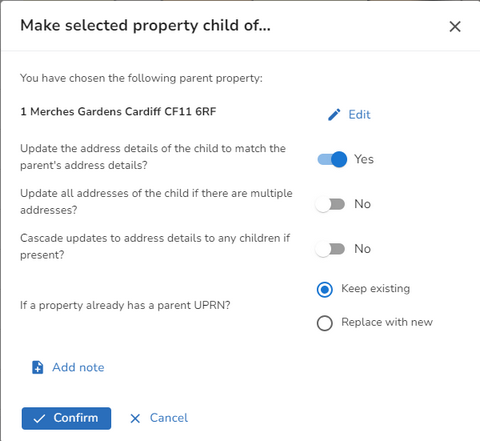 Make selected property child of...
You have chosen the following parent property:
1 Merches Gardens Cardiff CF11 6RF
Edit
Update the address details of the child to match the
parent's address details?
Yes
Update all addresses of the child if there are multiple
addresses?
No
Cascade updates to address details to any children if
present?
No
If a property already has a parent UPRN?
Keep existing
Replace with new
Add note
Confirm
Cancel